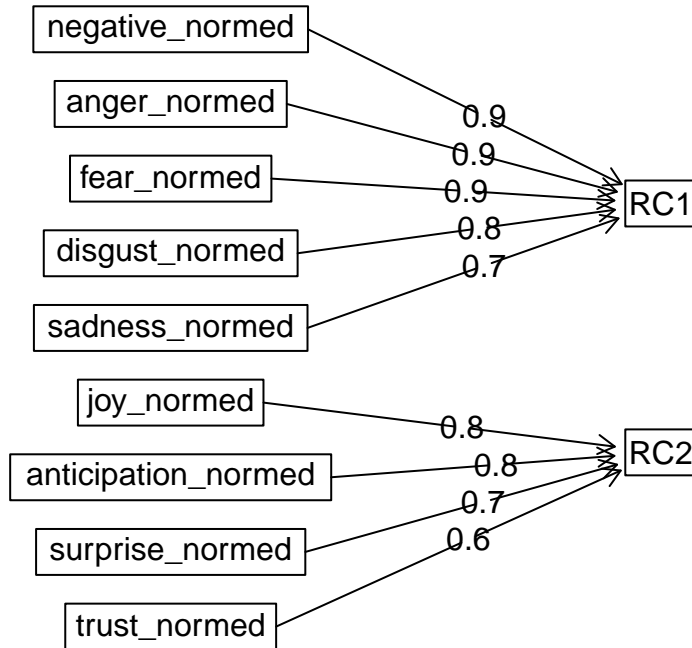 negative_normed
anger_normed
fear_normed
disgust_normed
sadness_normed
joy_normed
anticipation_normed
surprise_normed
trust_normed
0.9
0.9
0.9
0.8
0.7
0.8
0.8
0.7
0.6
RC1
RC2